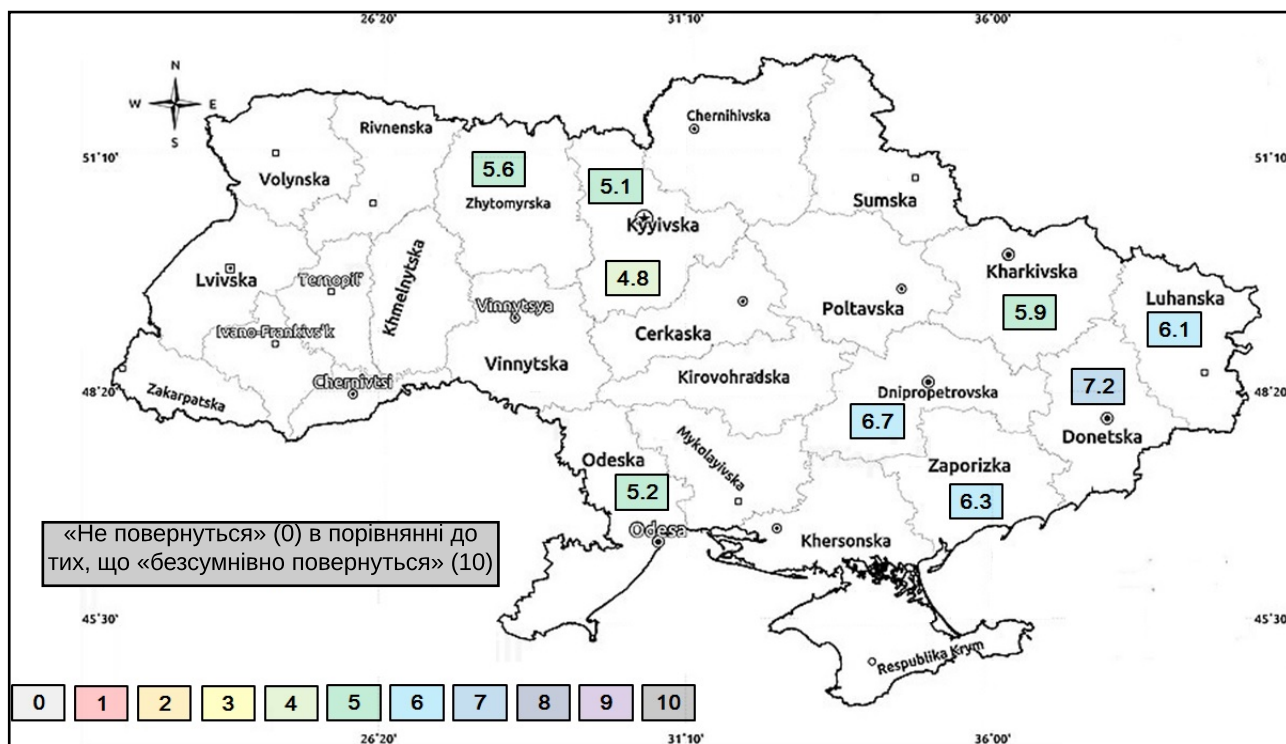 26°20' 31°10' 36°00'
N
W E
S
Chernihivska
Rivnenska
51°10' 51°10'
5.6
5.1
Volynska
Zhytomyrska
Sumska
Kyyivska
Kharkivska
Lvivska
Ternopil'
Khmelnytska
4.8
Luhanska
Vinnytsya
Poltavska
5.9
6.1
Ivano-Frankivs'k
Cerkaska
Vinnytska
Kirovohradska
Chernivtsi
Zakarpatska
48°20' 48°20'
Dnipropetrovska
7.2
6.7
Donetska
Mykolayivska
Odeska
Zaporizka
5.2
6.3
Odesa
Khersonska
«Не повернуться» (0) в порівнянні до
тих, що «безсумнівно повернуться» (10)
45°30' 45°30'
Respublika Krym
0 1 2 3 4 5 6 7 8 9 10
26°20' 31°10' 36°00'